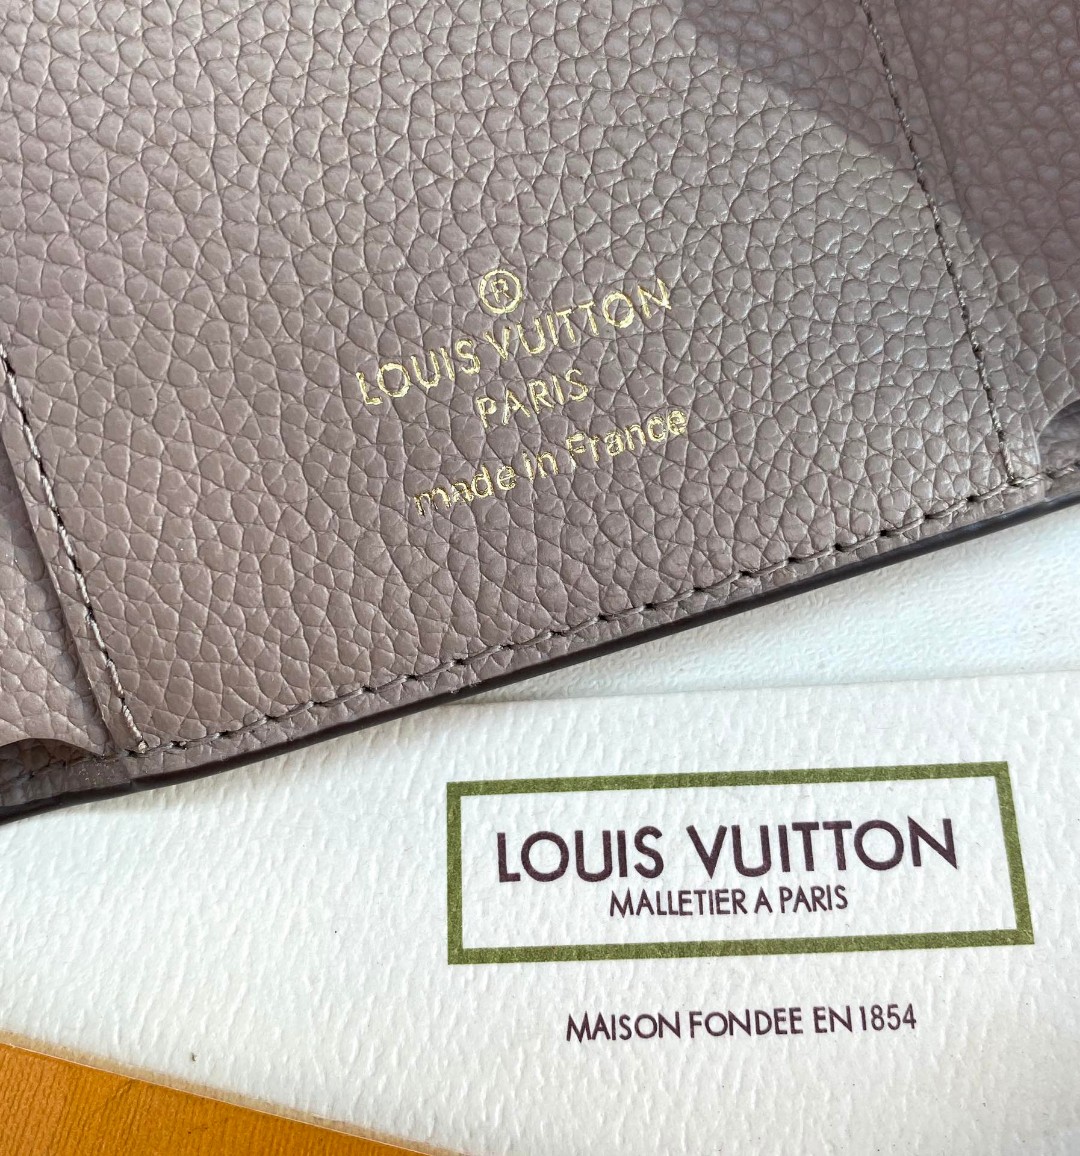 ®
LOUIS VUITTON
PARIS
made in France
LOUIS VUITTON
MALLETIER A PARIS
MAISON FONDEE EN 1854